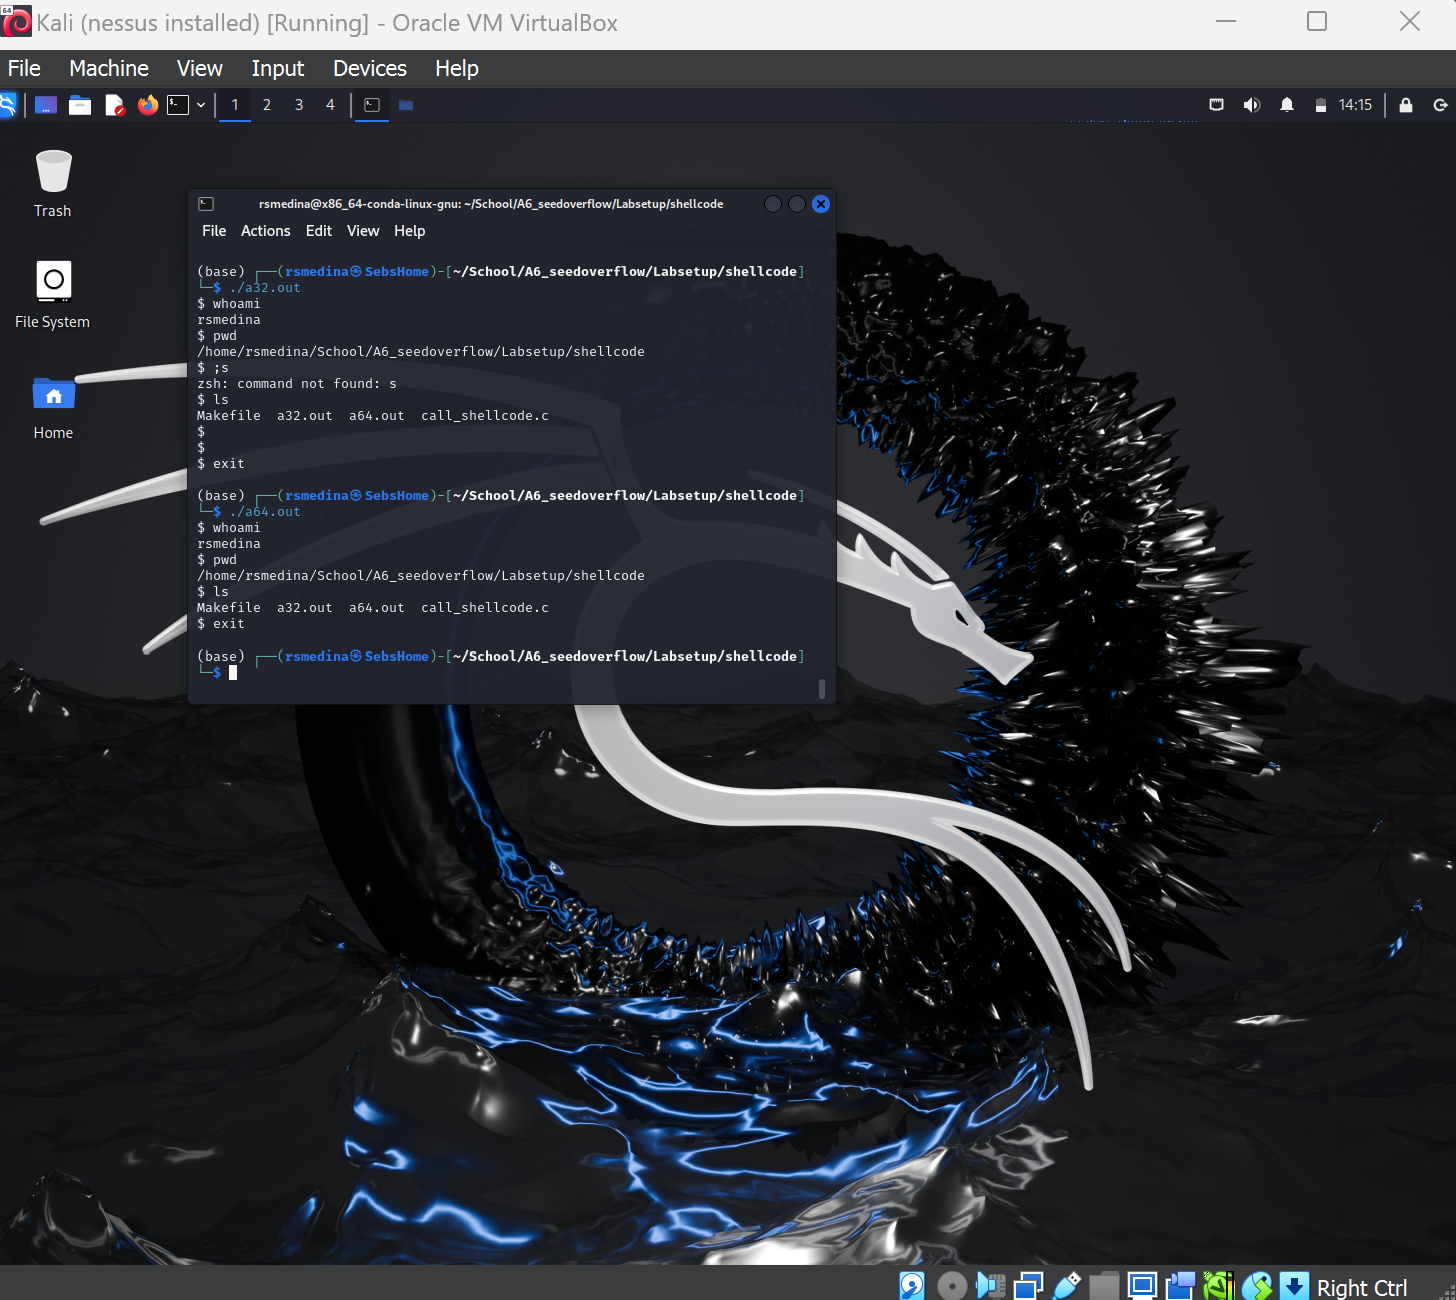 64
Kali (nessus installed) [Running] - Oracle VM VirtualBox
File Machine View Input Devices Help
1 2 3 4
14:15
Trash
File System
Home
rsmedina@x86_64-conda-linux-gnu: ~/School/A6_seedoverflow/Labsetup/shellcode
File Actions Edit View Help
(base) ┌──(rsmedina㉿SebsHome)-[~/School/A6_seedoverflow/Labsetup/shellcode]
└─$ ./a32.out
$ whoami
rsmedina
$ pwd
/home/rsmedina/School/A6_seedoverflow/Labsetup/shellcode
$ ;s
zsh: command not found: s
$ ls
Makefile  a32.out  a64.out  call_shellcode.c
$
$
$ exit
(base) ┌──(rsmedina㉿SebsHome)-[~/School/A6_seedoverflow/Labsetup/shellcode]
└─$ ./a64.out
$ whoami
rsmedina
$ pwd
/home/rsmedina/School/A6_seedoverflow/Labsetup/shellcode
$ ls
Makefile  a32.out  a64.out  call_shellcode.c
$ exit
(base) ┌──(rsmedina㉿SebsHome)-[~/School/A6_seedoverflow/Labsetup/shellcode]
└─$
Right Ctrl